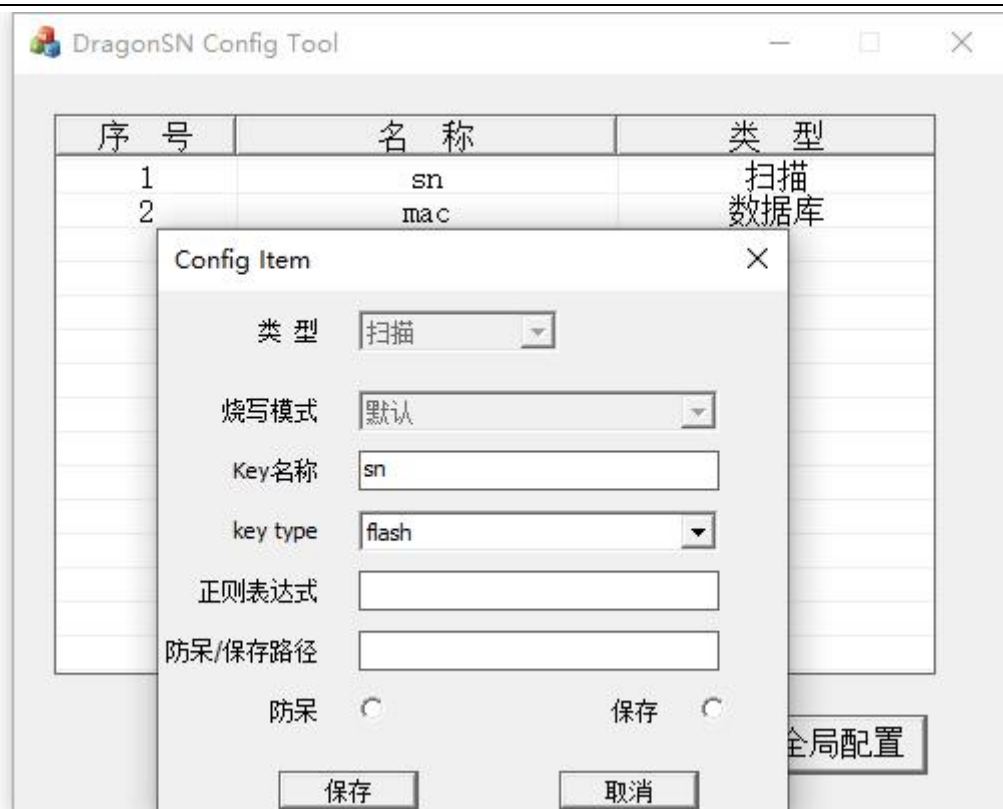 DragonSN Config Tool
序 号 名 称 类 型
1 sn 扫描
2 mac 数据库
Config Item
类 型 扫描
烧写模式 默认
Key名称 sn
key type flash
正则表达式
防呆/保存路径
防呆 保存
全局配置
保存 取消